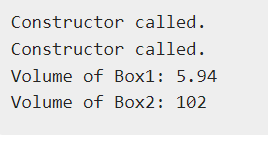 Constructor called.
Constructor called.
Volume of Box1: 5.94
Volume of Box2: 102